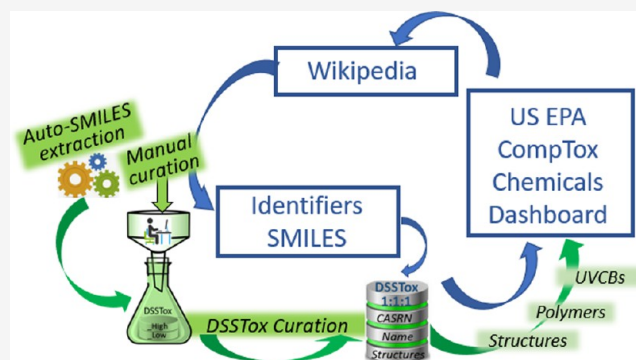 Wikipedia
Auto-SMILES
extraction
Manual
curation
US EPA
CompTox
Chemicals
Dashboard
Identifiers
SMILES
DSSTox
High
Low
DSSTox Curation
DSSTox
1:1:1
CASRN
Name
Structures
UVCBs
Polymers
Structures